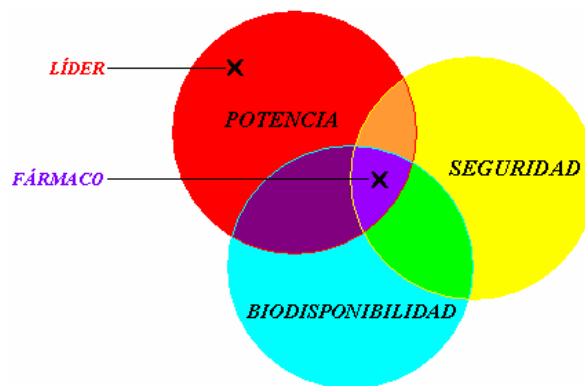 LÍDER
POTENCIA
SEGURIDAD
FÁRMACO
BIODISPONIBILIDAD